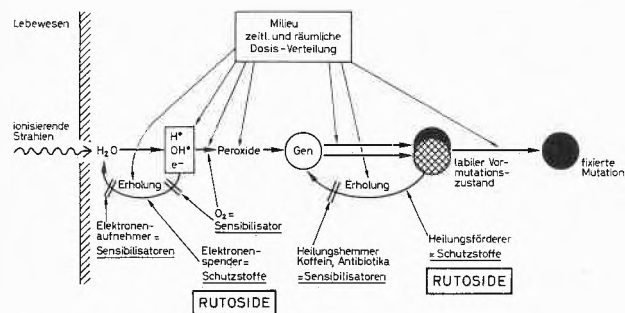 Lebewesen
Milieu
zeitl. und räumliche
Dosis-Verteilung
ionisierende
Strahlen
H₂O
H*
OH*
e⁻
Peroxide
Gen
labiler Vor-
mutations-
zustand
fixierte
Mutation
Erholung
Erholung
O₂=
Sensibilisator
Elektronen-
aufnehmer =
Sensibilisatoren
Elektronen-
spender=
Schutzstoffe
RUTOSIDE
Heilungshemmer
Koffein, Antibiotika
=Sensibilisatoren
Heilungsförderer
= Schutzstoffe
RUTOSIDE